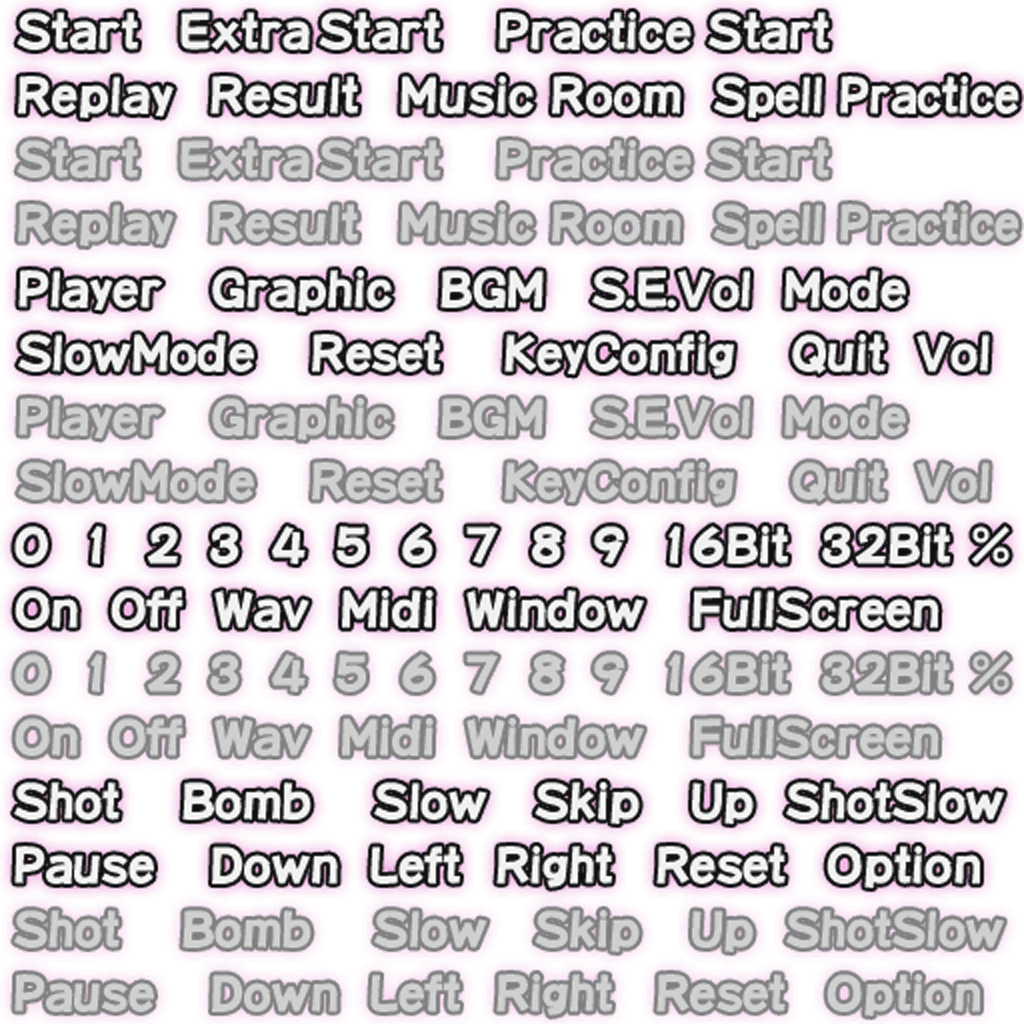 Start Extra Start Practice Start
Replay Result Music Room Spell Practice
Start Extra Start Practice Start
Replay Result Music Room Spell Practice
Player Graphic BGM S.E.Vol Mode
SlowMode Reset KeyConfig Quit Vol
Player Graphic BGM S.E.Vol Mode
SlowMode Reset KeyConfig Quit Vol
0 1 2 3 4 5 6 7 8 9 16Bit 32Bit %
On Off Wav Midi Window FullScreen
0 1 2 3 4 5 6 7 8 9 16Bit 32Bit %
On Off Wav Midi Window FullScreen
Shot Bomb Slow Skip Up ShotSlow
Pause Down Left Right Reset Option
Shot Bomb Slow Skip Up ShotSlow
Pause Down Left Right Reset Option